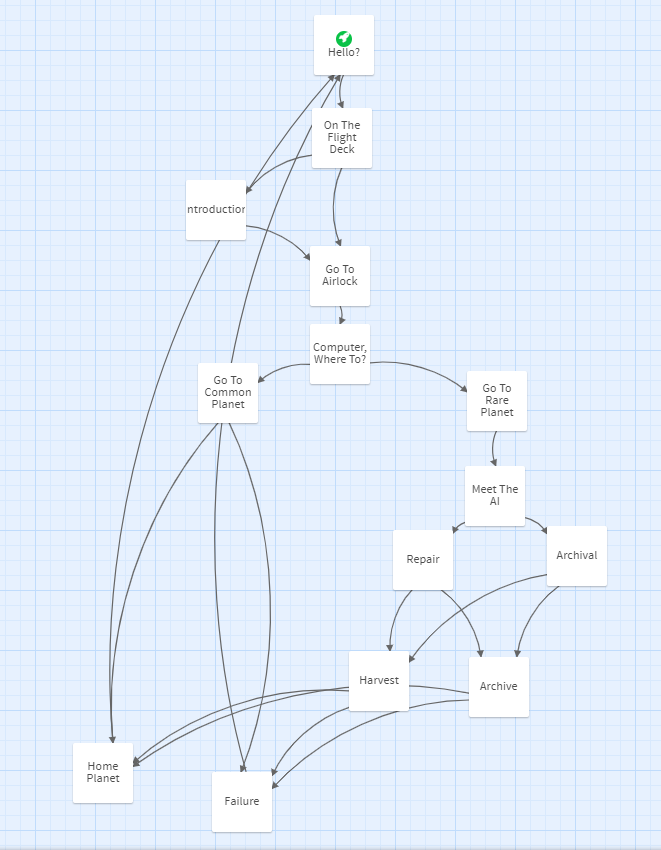 Hello?
On The
Flight
Deck
ntroduction
Go To
Airlock
Computer,
Where To?
Go To
Common
Planet
Go To
Rare
Planet
Meet The
AI
Repair
Archival
Harvest
Archive
Home
Planet
Failure